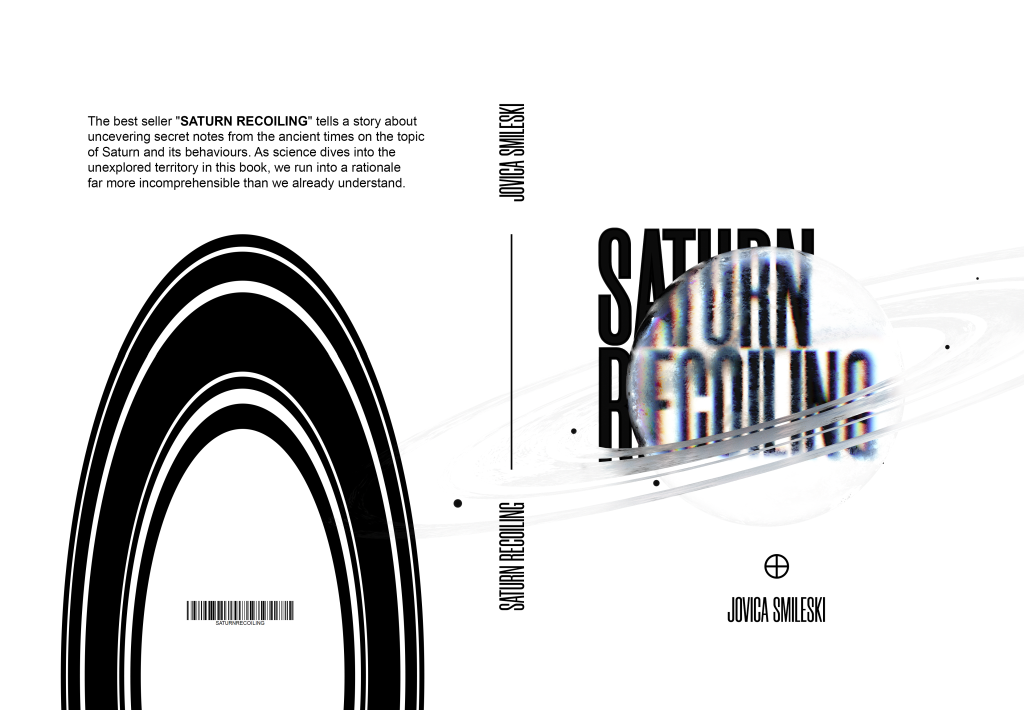 The best seller "SATURN RECOILING" tells a story about
uncevering secret notes from the ancient times on the topic
of Saturn and its behaviours. As science dives into the
unexplored territory in this book, we run into a rationale
far more incomprehensible than we already understand.
SATURNRECOILING
JOVICA SMILESKI
SATURN RECOILING
SATURN
RECOILING
JOVICA SMILESKI